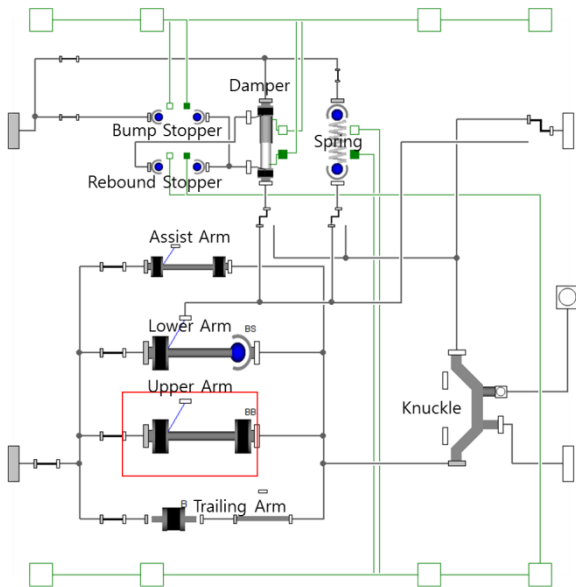 Damper
Bump Stopper
Spring
Rebound Stopper
Assist Arm
Lower Arm
BS
Upper Arm
BB
Knuckle
B
Trailing Arm